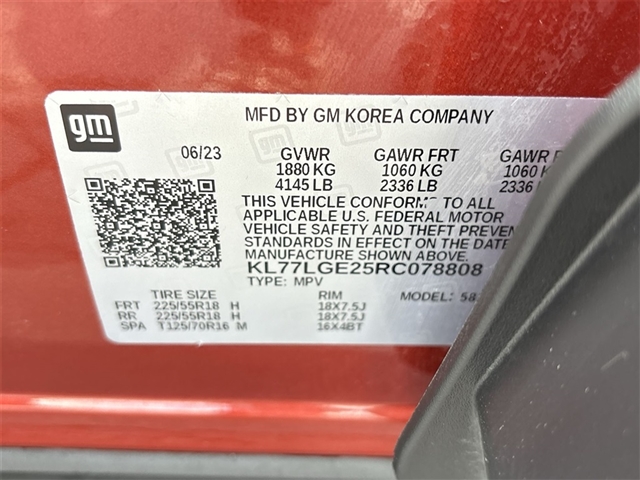 gm
MFD BY GM KOREA COMPANY
06/23 GVWR GAWR FRT GAWR
1880 KG 1060 KG 1060 KG
4145 LB 2336 LB 2336 LB
THIS VEHICLE CONFORMS TO ALL
APPLICABLE U.S. FEDERAL MOTOR
VEHICLE SAFETY AND THEFT PREVEN
STANDARDS IN EFFECT ON THE DATE
MANUFACTURE SHOWN ABOVE.
KL77LGE25RC078808
TYPE: MPV MODEL:
TIRE SIZE RIM
FRT 225/55R18 H 18X7.5J
RR 225/55R18 H 18X7.5J
SPA T125/70R16 M 16X4BT